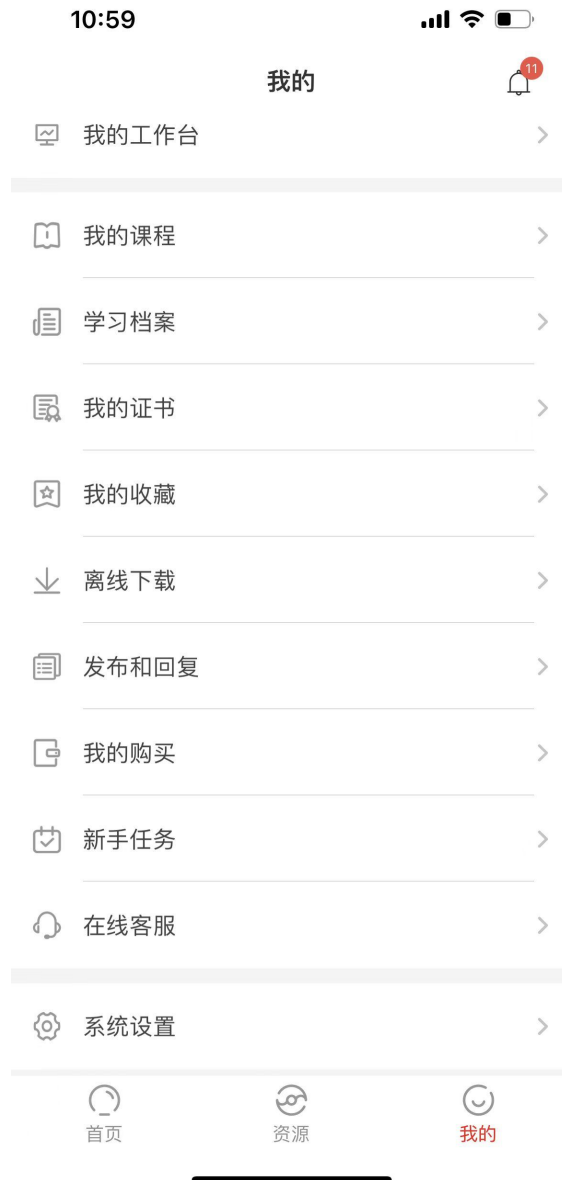 10:59
我的
11
我的工作台
我的课程
学习档案
我的证书
我的收藏
离线下载
发布和回复
我的购买
新手任务
在线客服
系统设置
首页
资源
我的